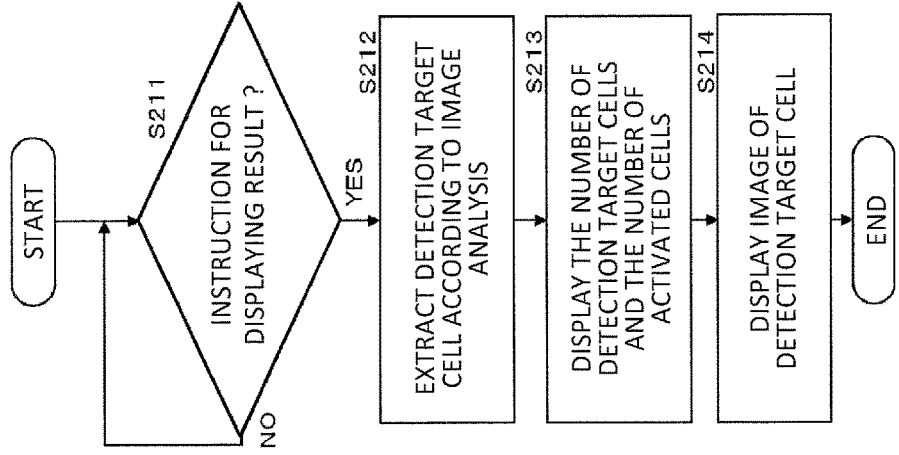 START
S211
INSTRUCTION FOR
DISPLAYING RESULT ?
NO
YES
S212
EXTRACT DETECTION TARGET
CELL ACCORDING TO IMAGE
ANALYSIS
S213
DISPLAY THE NUMBER OF
DETECTION TARGET CELLS
AND THE NUMBER OF
ACTIVATED CELLS
S214
DISPLAY IMAGE OF
DETECTION TARGET CELL
END